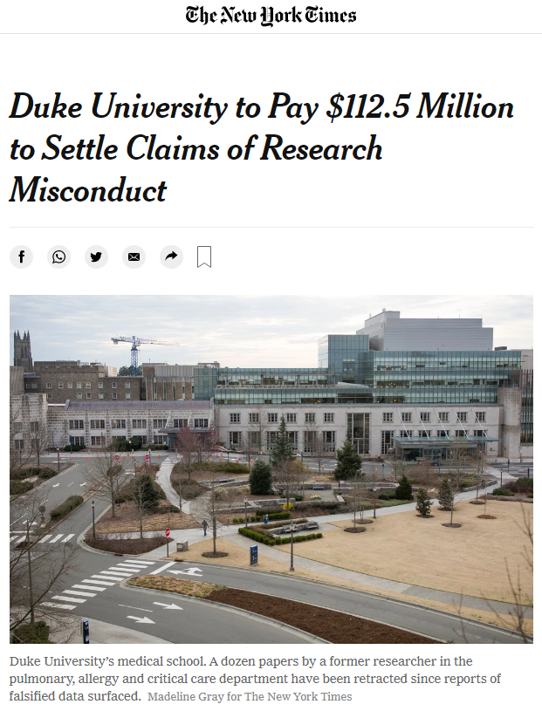 The New York Times
Duke University to Pay $112.5 Million
to Settle Claims of Research
Misconduct
Duke University's medical school. A dozen papers by a former researcher in the
pulmonary, allergy and critical care department have been retracted since reports of
falsified data surfaced. Madeline Gray for The New York Times